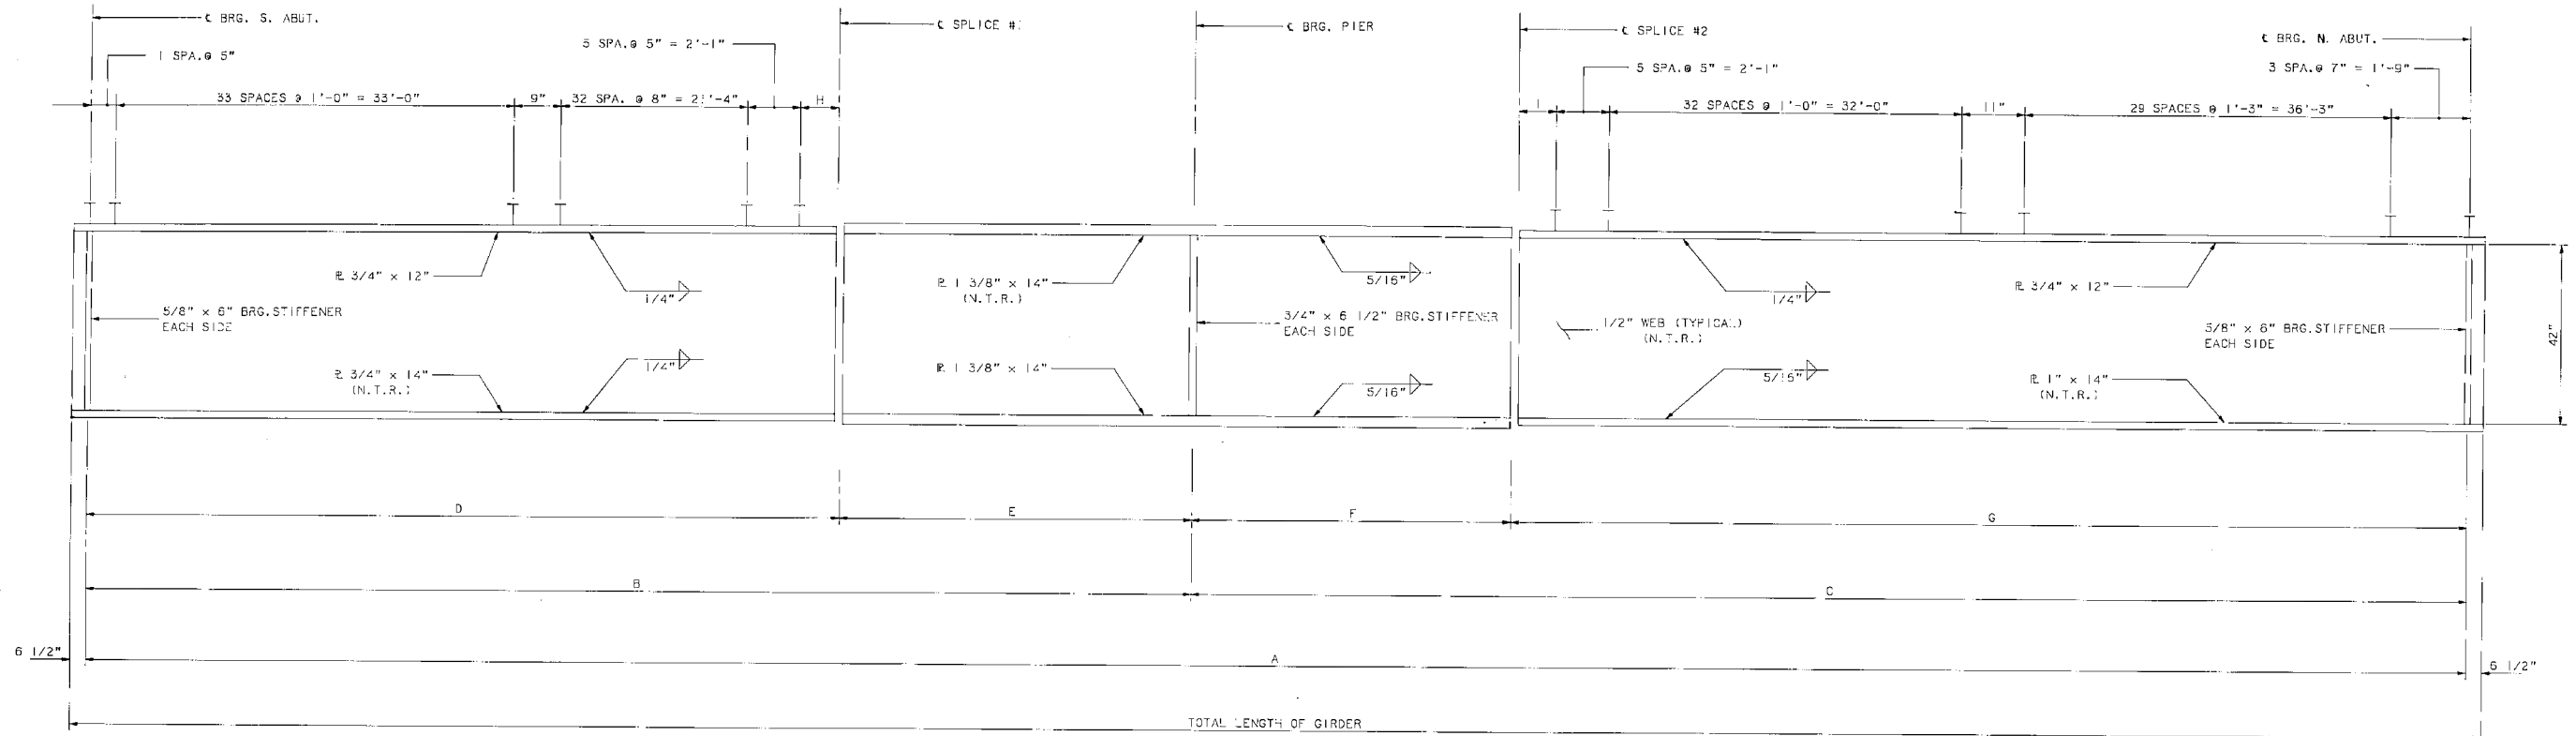 ℄ BRG. S. ABUT.
℄ SPLICE #
℄ BRG. PIER
℄ SPLICE #2
℄ BRG. N. ABUT.
1 SPA.@ 5"
5 SPA.@ 5" = 2'-1"
5 SPA.@ 5" = 2'-1"
3 SPA.@ 7" = 1'-9"
33 SPACES @ 1'-0" = 33'-0"
9"
32 SPA. @ 8" = 21'-4"
H
I
32 SPACES @ 1'-0" = 32'-0"
11"
29 SPACES @ 1'-3" = 36'-3"
℄ 3/4" x 12"
1/4"
5/8" x 6" BRG.STIFFENER
EACH SIDE
℄ 3/4" x 14"
(N.T.R.)
1/4"
℄ 1 3/8" x 14"
(N.T.R.)
5/16"
3/4" x 6 1/2" BRG.STIFFENER
EACH SIDE
℄ 1 3/8" x 14"
5/16"
1/4"
℄ 3/4" x 12"
1/2" WEB (TYPICAL)
(N.T.R.)
5/8" x 6" BRG.STIFFENER
EACH SIDE
42"
5/16"
℄ 1" x 14"
(N.T.R.)
D
E
F
G
B
C
6 1/2"
A
6 1/2"
TOTAL LENGTH OF GIRDER